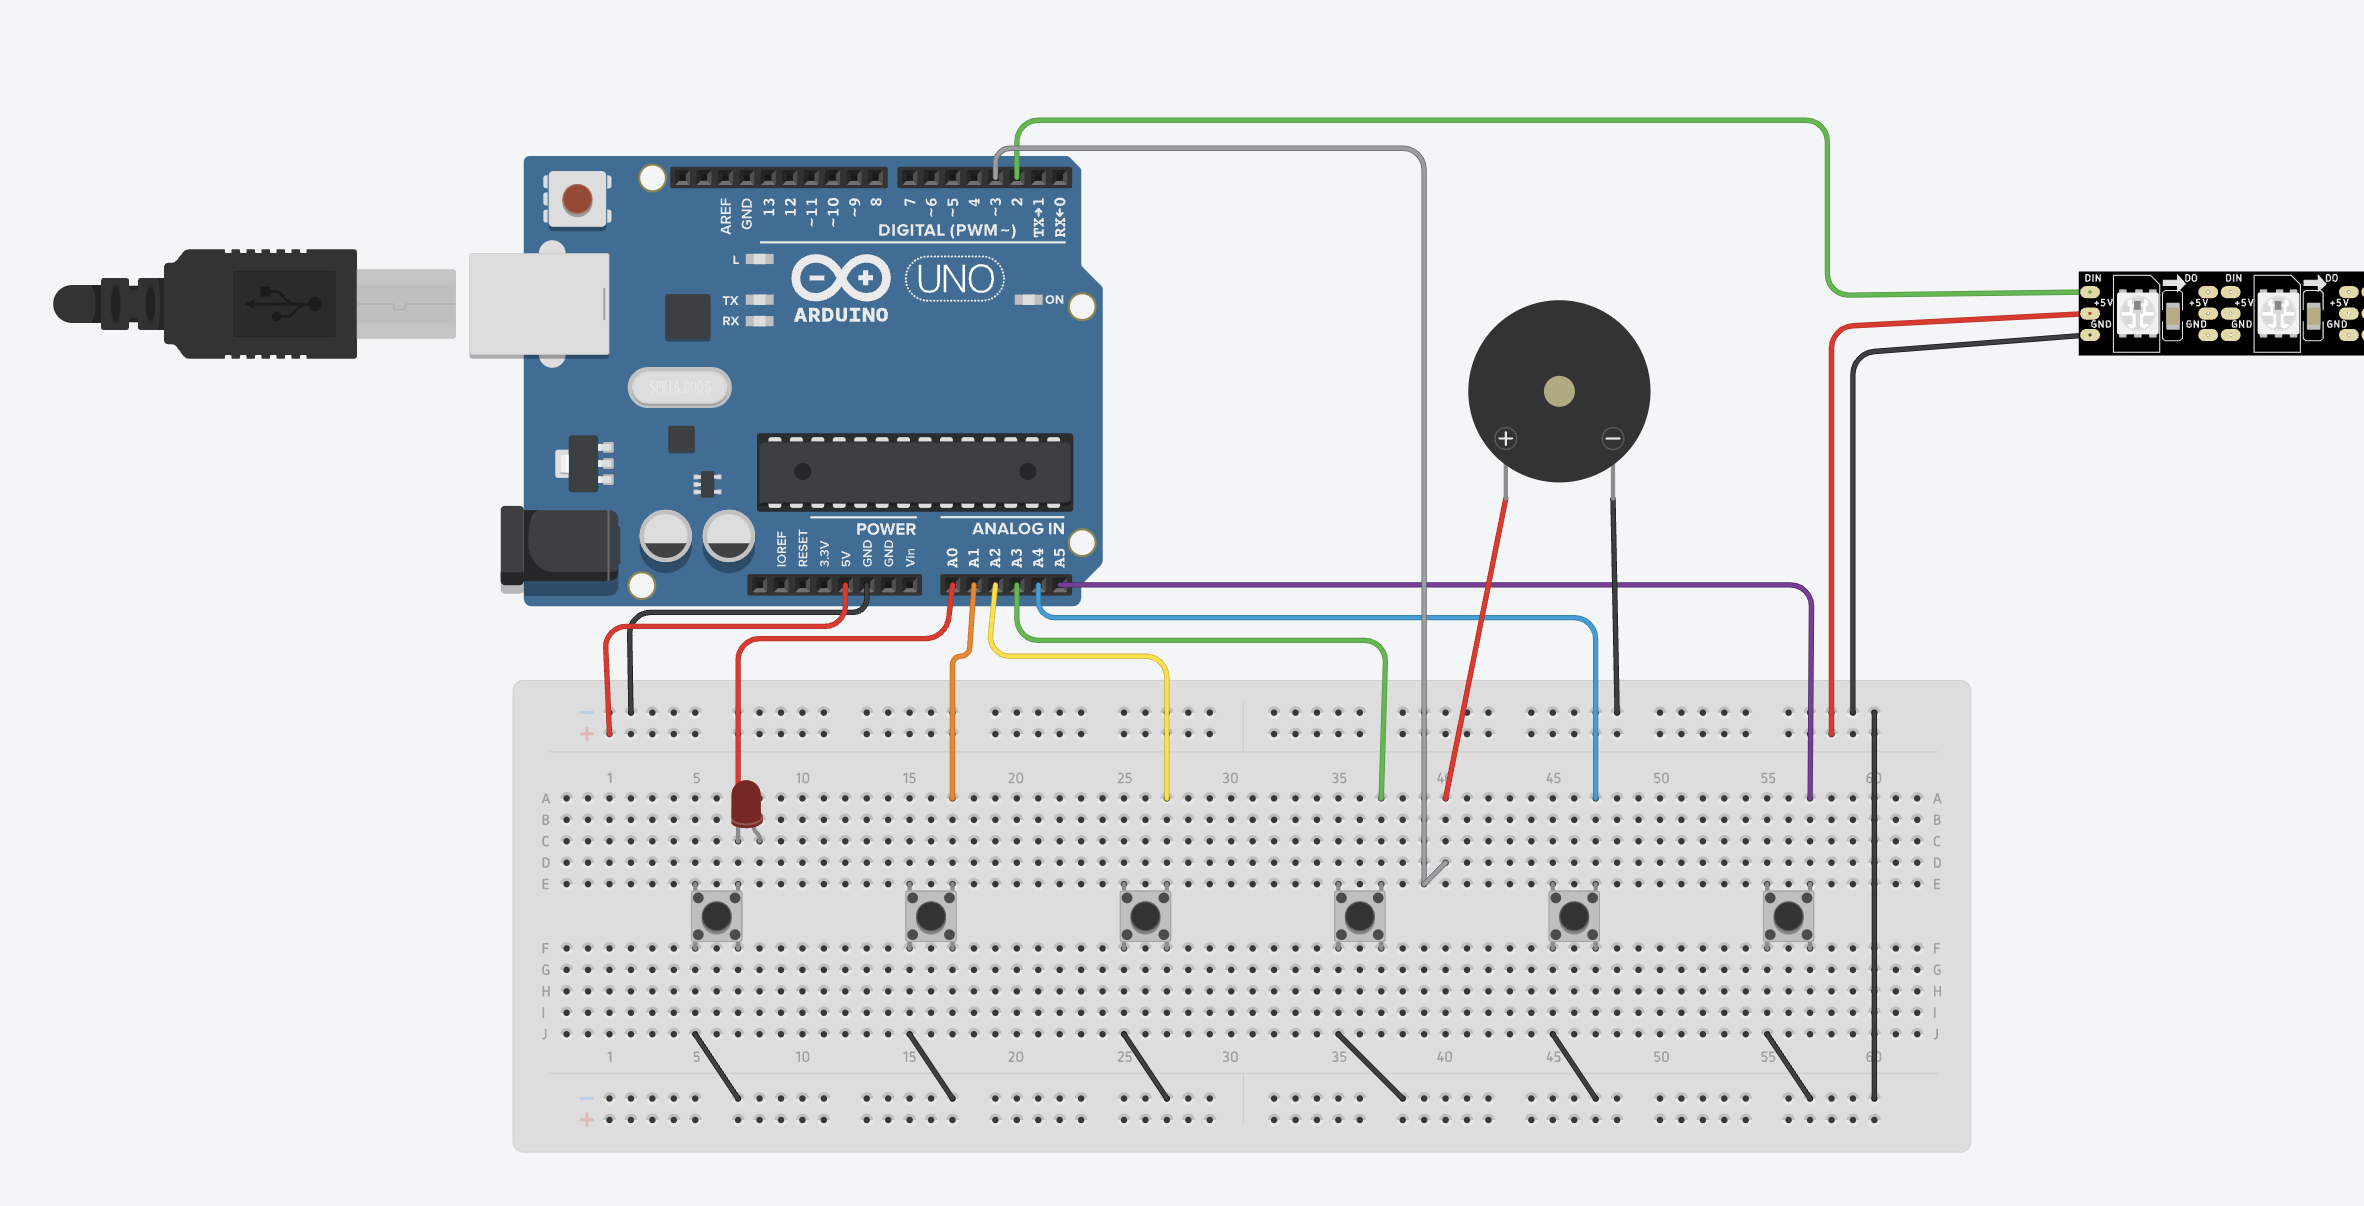 AREF
GND
13
12
~11
~10
~9
8
7
~6
~5
4
~3
2
TX→1
RX←0
DIGITAL (PWM~)
L
TX
RX
ON
UNO
ARDUINO
SPK16.000G
POWER
ANALOG IN
IOREF
RESET
3.3V
5V
GND
GND
Vin
A0
A1
A2
A3
A4
A5
DIN
DO
DIN
DO
+5V
+5V
+5V
+5V
GND
GND
GND
GND
1 5 10 15 20 25 30 35 40 45 50 55 60
A A
B B
C C
D D
E E
F F
G G
H H
I I
J J
1 5 10 15 20 25 30 35 40 45 50 55 60